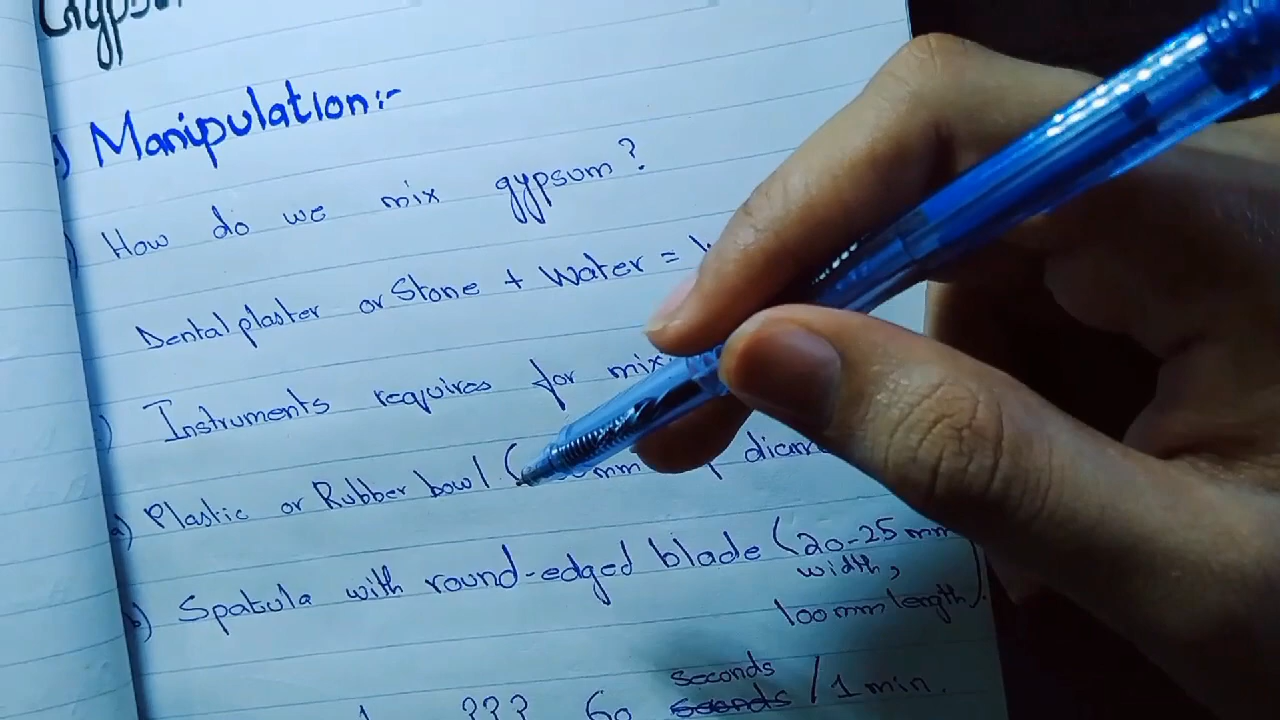 Manipulation:-
How do we mix gypsum?
Dental plaster or Stone + Water =
Instruments requires for
Plastic or Rubber bowl ( mm
b) Spatula with round-edged blade (20-25 mm
width,
100mm length).
seconds
??? 60 seconds / 1 min.